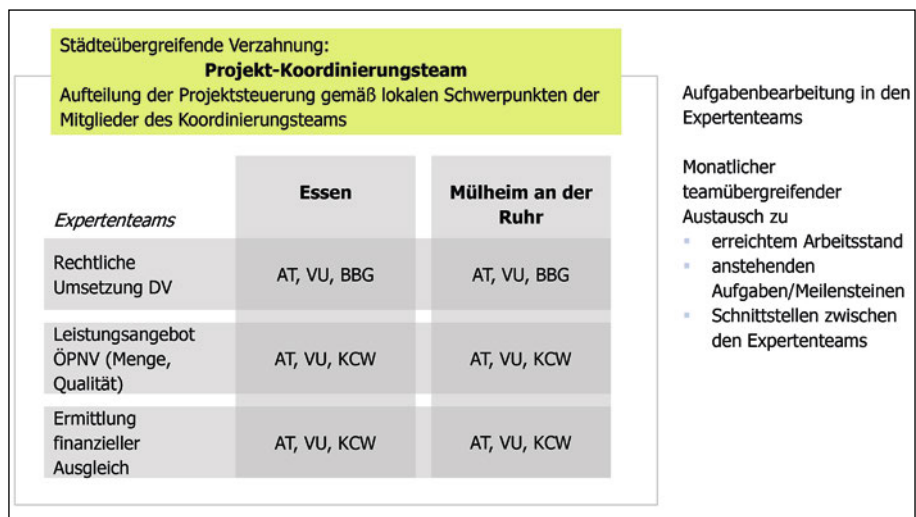 Städteübergreifende Verzahnung:
Projekt-Koordinierungsteam
Aufteilung der Projektsteuerung gemäß lokalen Schwerpunkten der
Mitglieder des Koordinierungsteams
Expertenteams
Essen
Mülheim an der
Ruhr
Rechtliche
Umsetzung DV
AT, VU, BBG
AT, VU, BBG
Leistungsangebot
ÖPNV (Menge,
Qualität)
AT, VU, KCW
AT, VU, KCW
Ermittlung
finanzieller
Ausgleich
AT, VU, KCW
AT, VU, KCW
Aufgabenbearbeitung in den
Expertenteams
Monatlicher
teamübergreifender
Austausch zu
erreichtem Arbeitsstand
anstehenden
Aufgaben/Meilensteinen
Schnittstellen zwischen
den Expertenteams